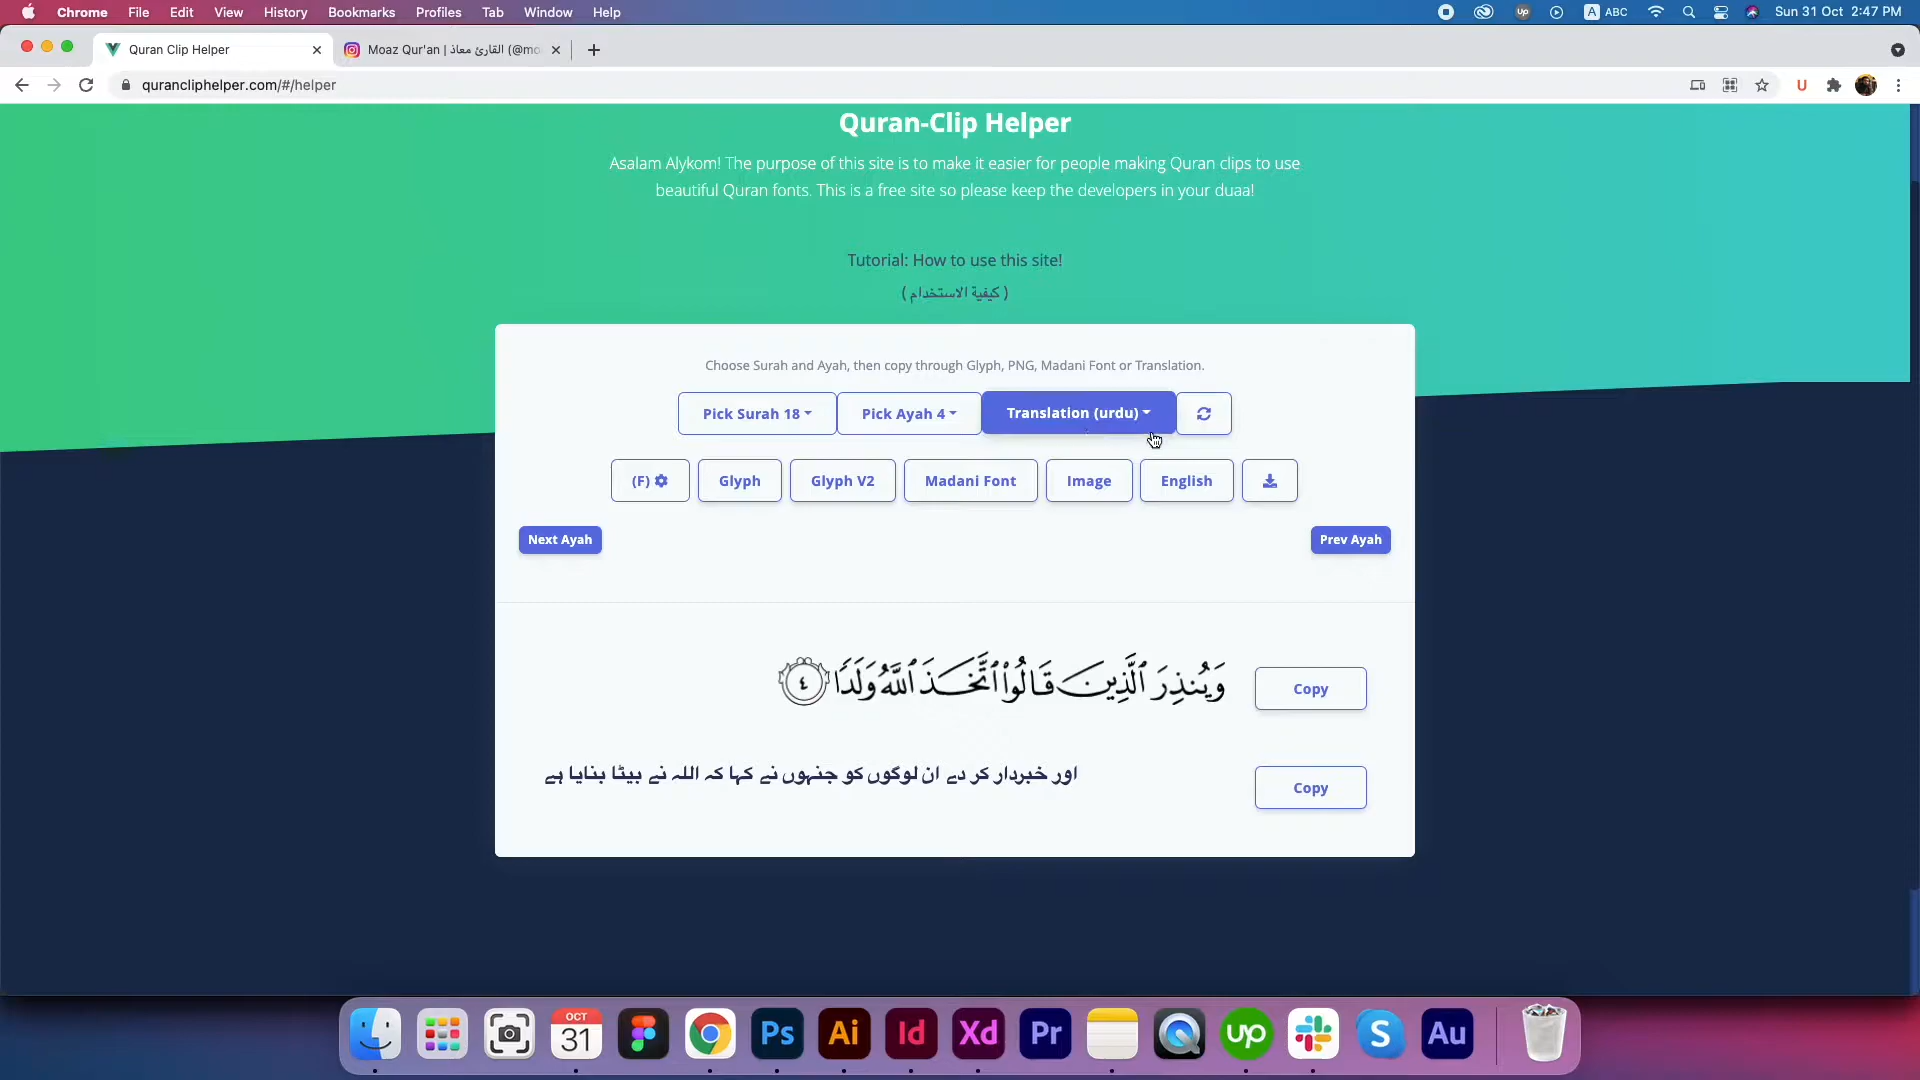 Chrome File Edit View History Bookmarks Profiles Tab Window Help
UP A ABC Sun 31 Oct 2:47 PM
Quran Clip Helper
Moaz Qur'an | القارئ معاذ (@mo
qurancliphelper.com/#/helper
U
Quran-Clip Helper
Asalam Alykom! The purpose of this site is to make it easier for people making Quran clips to use
beautiful Quran fonts. This is a free site so please keep the developers in your duaa!
Tutorial: How to use this site!
( كيفية الاستخدام )
Choose Surah and Ayah, then copy through Glyph, PNG, Madani Font or Translation.
Pick Surah 18 Pick Ayah 4 Translation (urdu)
(F) Glyph Glyph V2 Madani Font Image English
Next Ayah Prev Ayah
وَيُنذِرَ ٱلَّذِينَ قَالُوا۟ ٱتَّخَذَ ٱللَّهُ وَلَدًا ٤
Copy
اور خبردار کر دے ان لوگوں کو جنہوں نے کہا کہ اللہ نے بیٹا بنایا ہے
Copy
OCT
31
Ps Ai Id Xd Pr up S Au